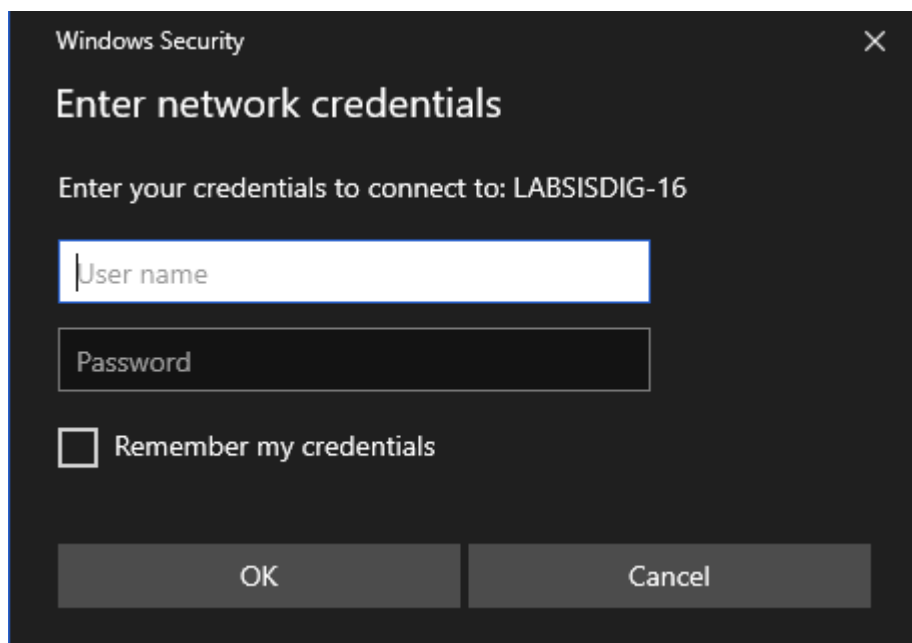 Windows Security
Enter network credentials
Enter your credentials to connect to: LABSISDIG-16
User name
Password
Remember my credentials
OK Cancel